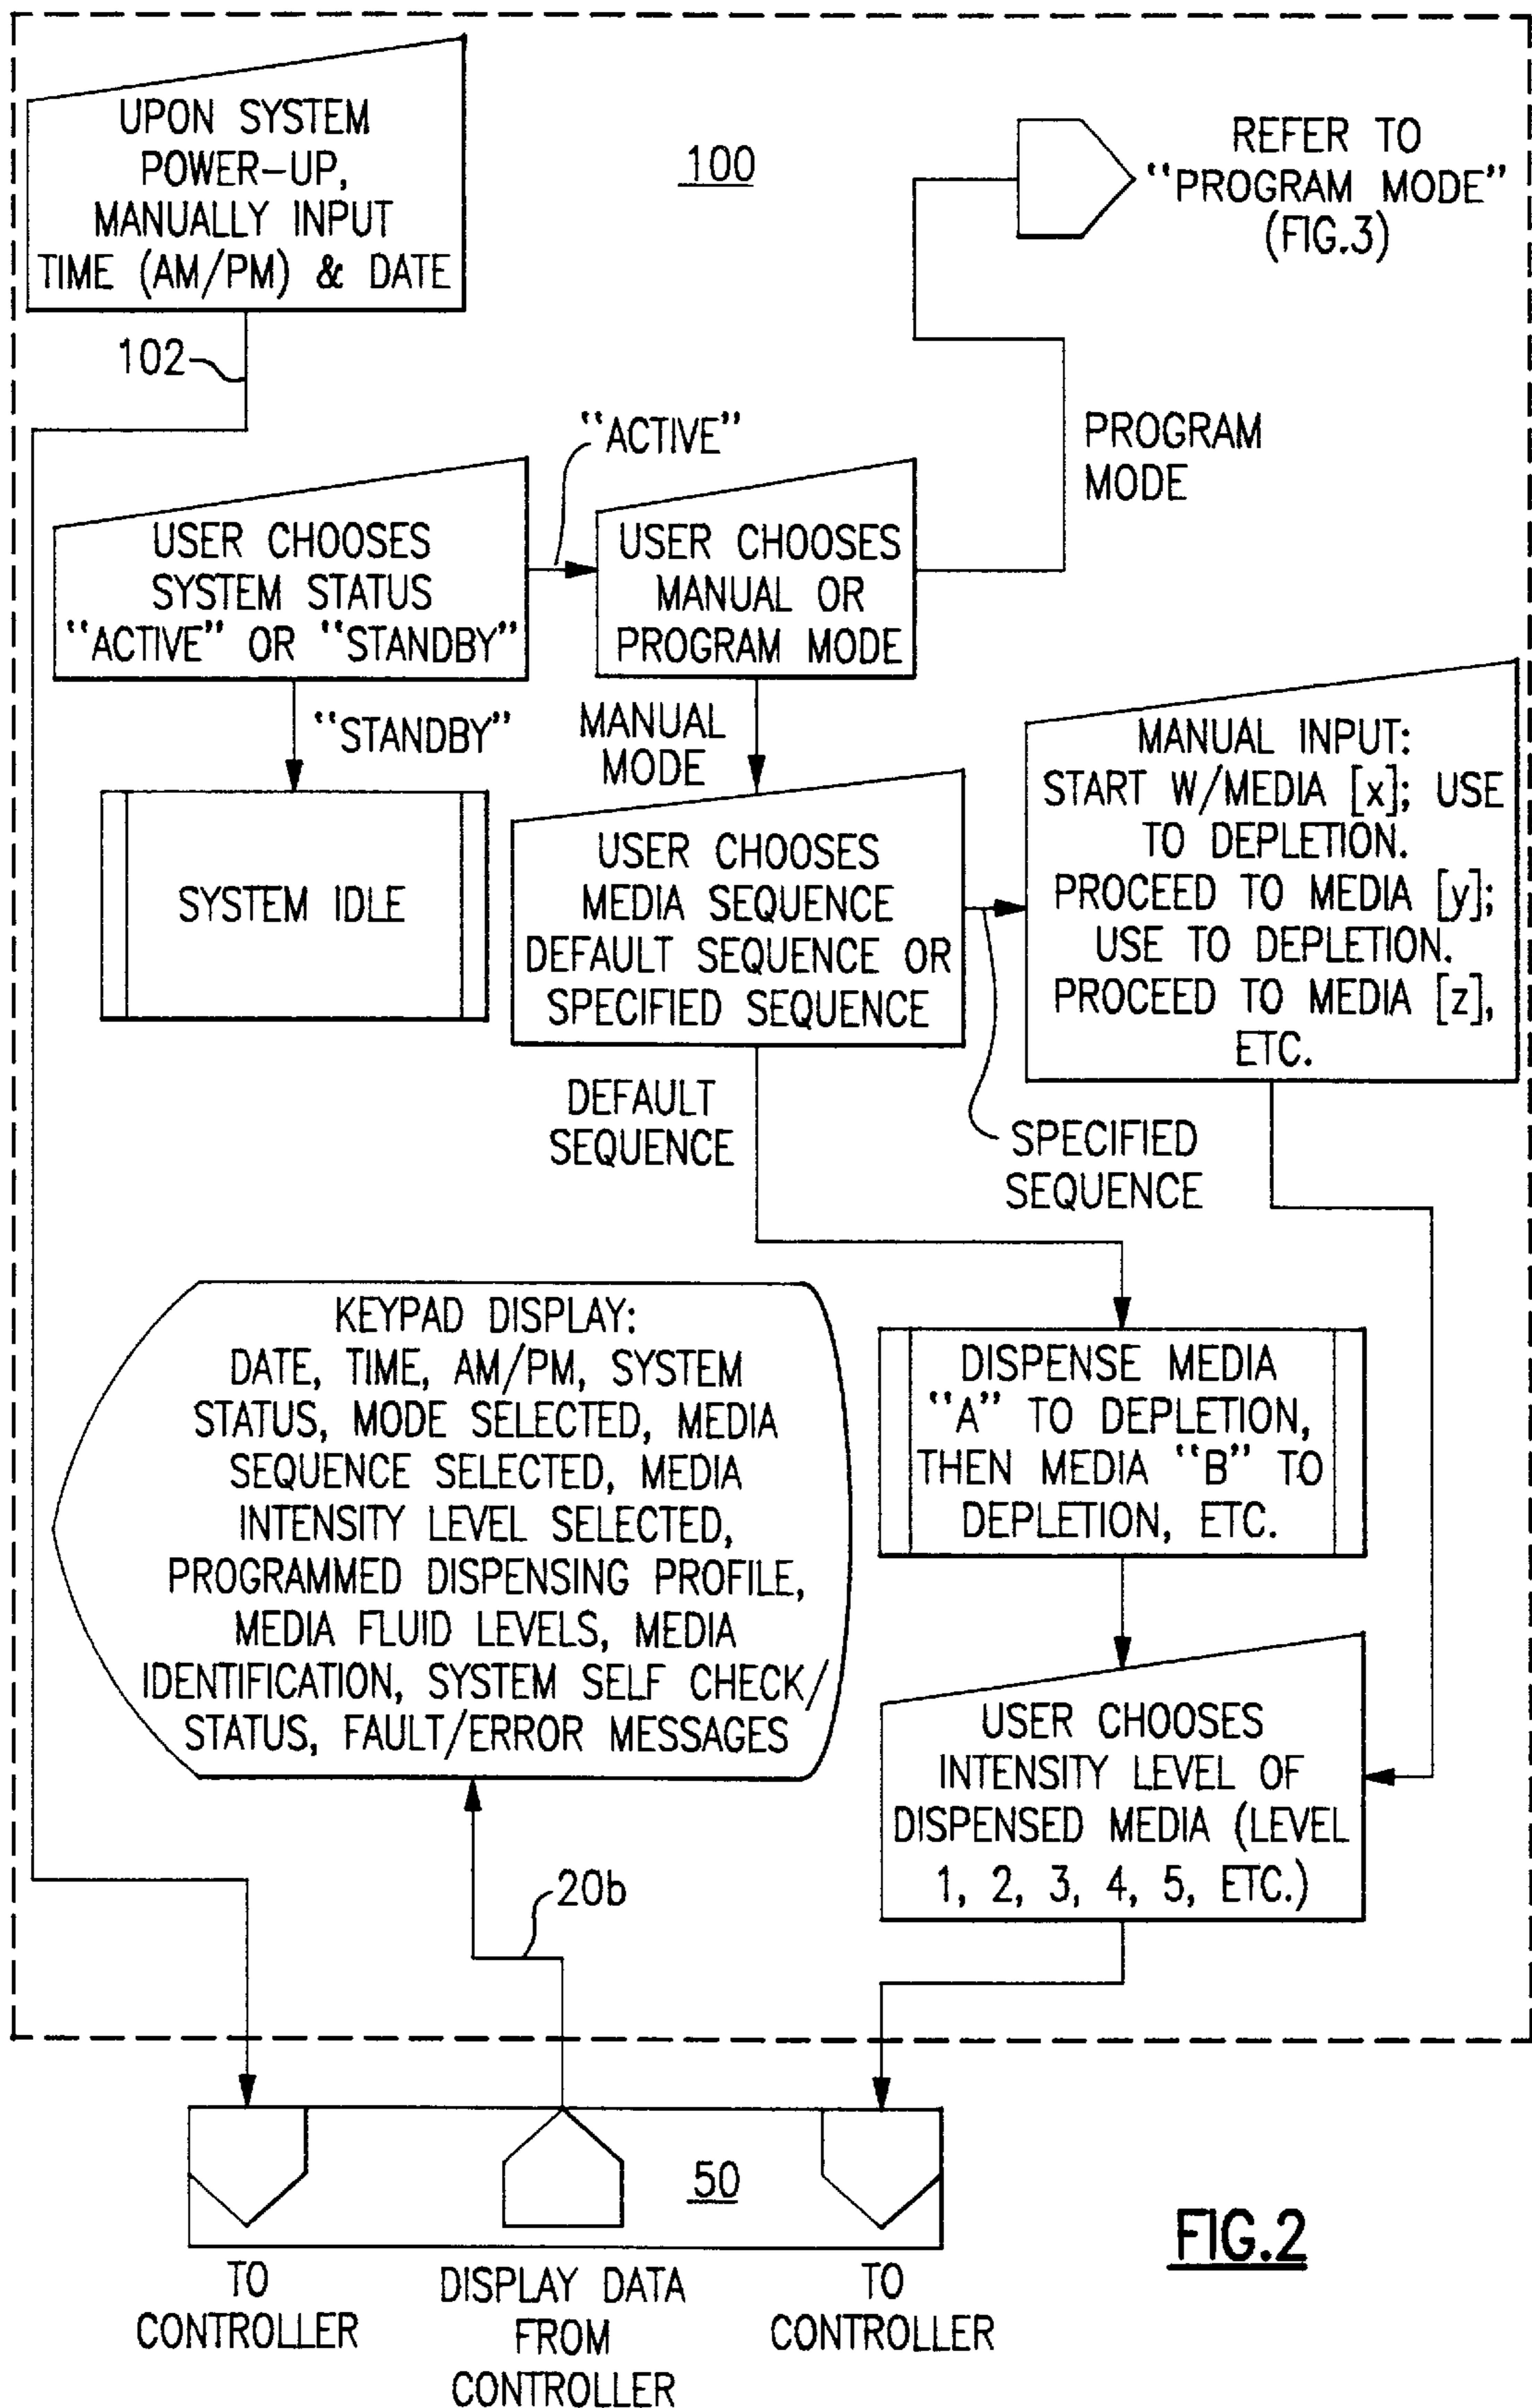 UPON SYSTEM
POWER-UP,
MANUALLY INPUT
TIME (AM/PM) & DATE
100
REFER TO
"PROGRAM MODE"
(FIG.3)
102
"ACTIVE"
PROGRAM
MODE
USER CHOOSES
SYSTEM STATUS
"ACTIVE" OR "STANDBY"
USER CHOOSES
MANUAL OR
PROGRAM MODE
"STANDBY"
MANUAL
MODE
SYSTEM IDLE
USER CHOOSES
MEDIA SEQUENCE
DEFAULT SEQUENCE OR
SPECIFIED SEQUENCE
MANUAL INPUT:
START W/MEDIA [x]; USE
TO DEPLETION.
PROCEED TO MEDIA [y];
USE TO DEPLETION.
PROCEED TO MEDIA [z],
ETC.
DEFAULT
SEQUENCE
SPECIFIED
SEQUENCE
KEYPAD DISPLAY:
DATE, TIME, AM/PM, SYSTEM
STATUS, MODE SELECTED, MEDIA
SEQUENCE SELECTED, MEDIA
INTENSITY LEVEL SELECTED,
PROGRAMMED DISPENSING PROFILE,
MEDIA FLUID LEVELS, MEDIA
IDENTIFICATION, SYSTEM SELF CHECK/
STATUS, FAULT/ERROR MESSAGES
DISPENSE MEDIA
"A" TO DEPLETION,
THEN MEDIA "B" TO
DEPLETION, ETC.
USER CHOOSES
INTENSITY LEVEL OF
DISPENSED MEDIA (LEVEL
1, 2, 3, 4, 5, ETC.)
20b
50
TO
CONTROLLER
DISPLAY DATA
FROM
CONTROLLER
TO
CONTROLLER
FIG.2